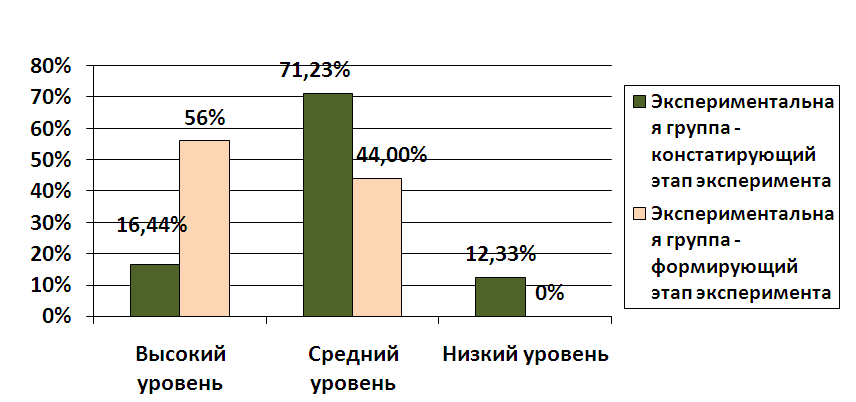 80%
70%
60%
50%
40%
30%
20%
10%
0%
16,44%
56%
71,23%
44,00%
12,33%
0%
Высокий
уровень
Средний
уровень
Низкий уровень
Экспериментальна
я группа -
констатирующий
этап эксперимента
Экспериментальна
я группа -
формирующий
этап эксперимента